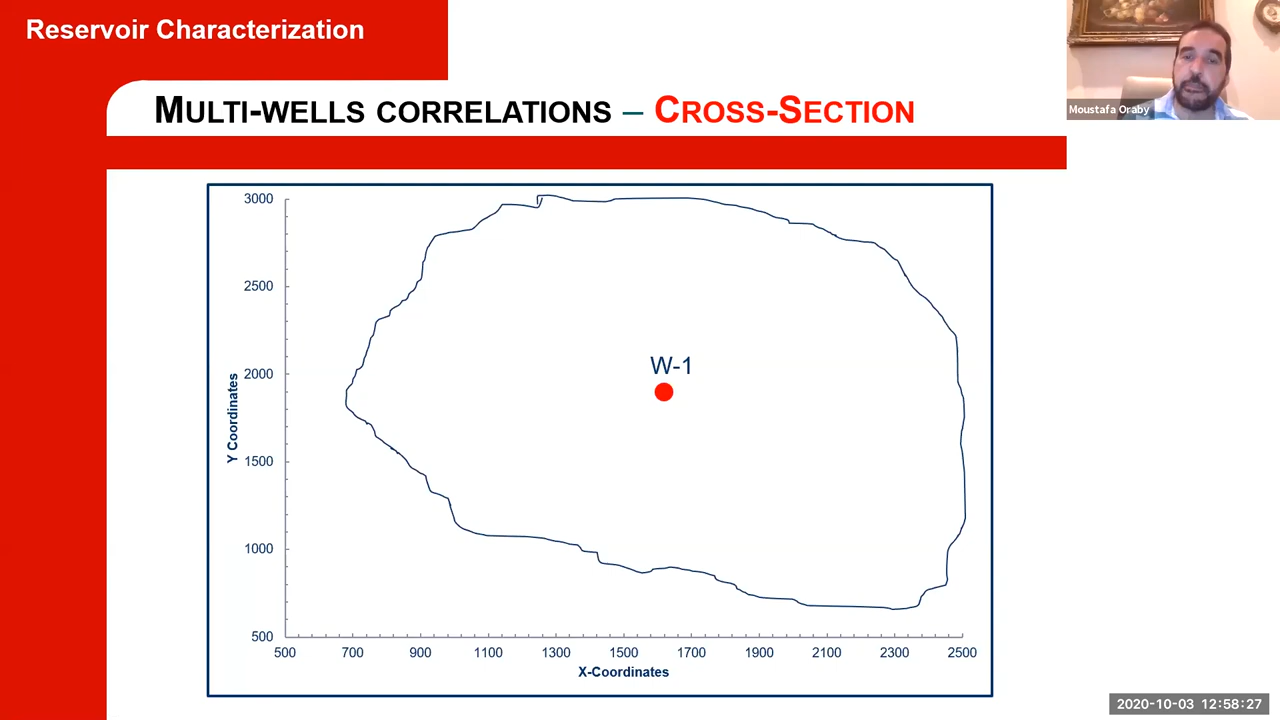 Reservoir Characterization
MULTI-WELLS CORRELATIONS – CROSS-SECTION
Moustafa Oraby
3000
2500
2000
1500
1000
500
Y Coordinates
W-1
500 700 900 1100 1300 1500 1700 1900 2100 2300 2500
X-Coordinates
2020-10-03 12:58:27